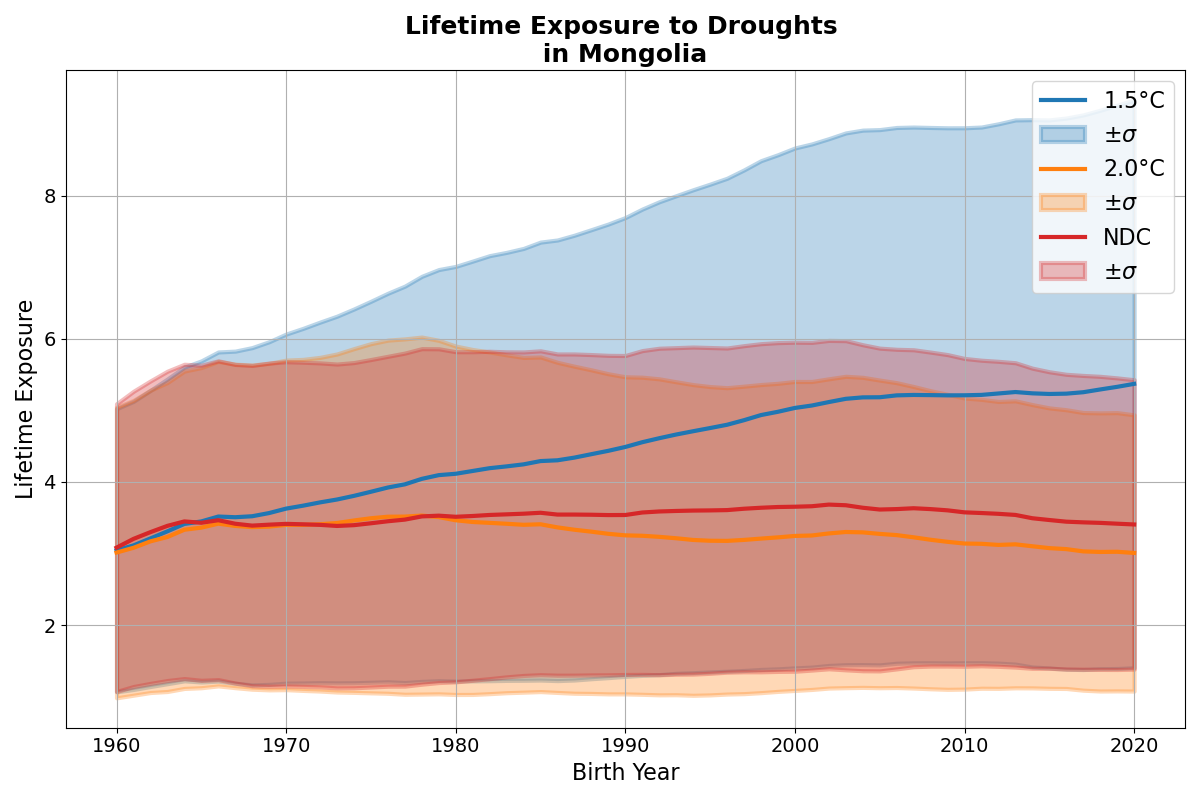 Lifetime Exposure to Droughts
in Mongolia
1.5°C
±σ
2.0°C
±σ
NDC
±σ
Lifetime Exposure
8
6
4
2
1960 1970 1980 1990 2000 2010 2020
Birth Year